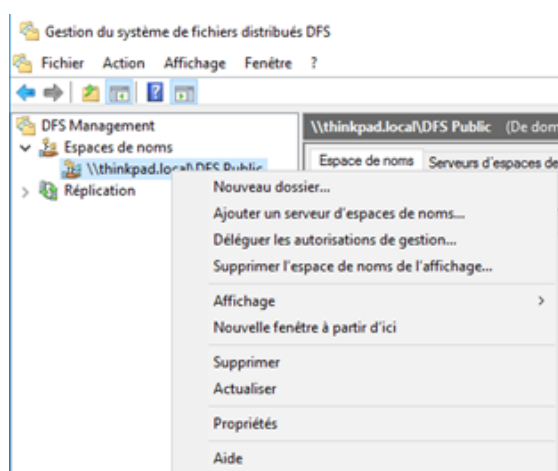 Gestion du système de fichiers distribués DFS
Fichier Action Affichage Fenêtre ?
DFS Management
Espaces de noms
\\thinkpad.local\DFS Public
Réplication
\\thinkpad.local\DFS Public (De dom
Espace de noms Serveurs d'espaces de
Nouveau dossier...
Ajouter un serveur d'espaces de noms...
Déléguer les autorisations de gestion...
Supprimer l'espace de noms de l'affichage...
Affichage
Nouvelle fenêtre à partir d'ici
Supprimer
Actualiser
Propriétés
Aide